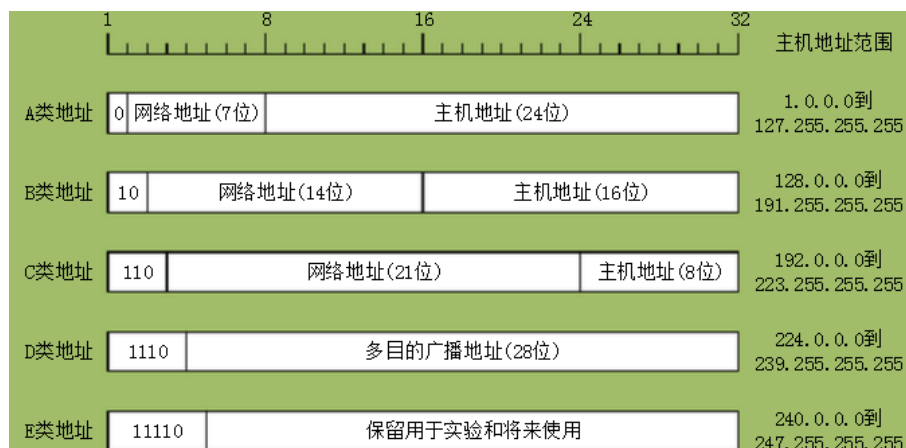 1 8 16 24 32
主机地址范围
A类地址 0 网络地址(7位) 主机地址(24位) 1.0.0.0到
127.255.255.255
B类地址 10 网络地址(14位) 主机地址(16位) 128.0.0.0到
191.255.255.255
C类地址 110 网络地址(21位) 主机地址(8位) 192.0.0.0到
223.255.255.255
D类地址 1110 多目的广播地址(28位) 224.0.0.0到
239.255.255.255
E类地址 11110 保留用于实验和将来使用 240.0.0.0到
247.255.255.255